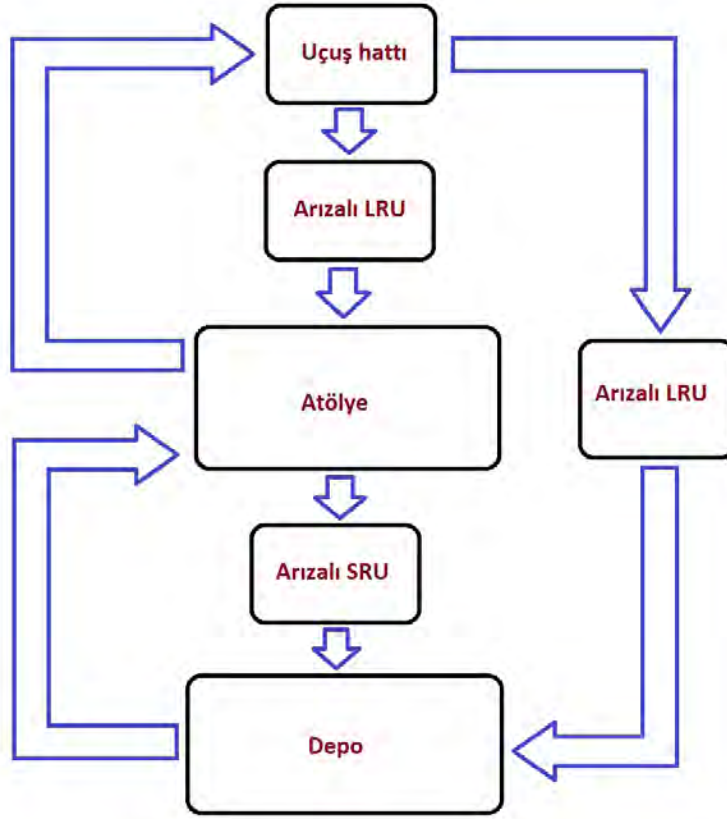 Uçuş hattı
Arızalı LRU
Atölye
Arızalı LRU
Arızalı SRU
Depo